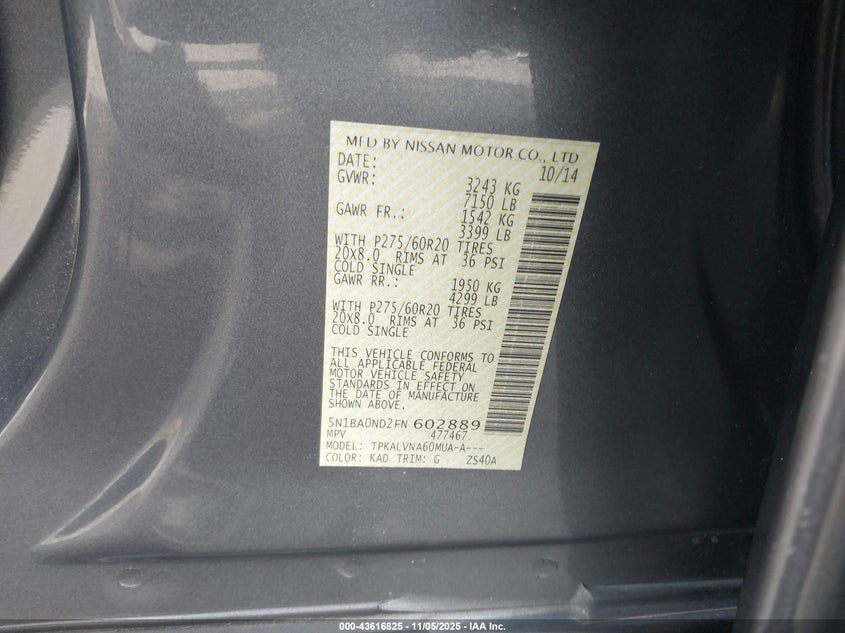 MFD BY NISSAN MOTOR CO., LTD
DATE: 10/14
GVWR: 3243 KG
7150 LB
GAWR FR.: 1542 KG
3399 LB
WITH P275/60R20 TIRES
20X8.0 RIMS AT 36 PSI
COLD SINGLE
GAWR RR.: 1950 KG
4299 LB
WITH P275/60R20 TIRES
20X8.0 RIMS AT 36 PSI
COLD SINGLE
THIS VEHICLE CONFORMS TO
ALL APPLICABLE FEDERAL
MOTOR VEHICLE SAFETY
STANDARDS IN EFFECT ON
THE DATE OF MANUFACTURE
SHOWN ABOVE.
5N1BA0ND2FN 602889
MPV 477467
MODEL: TPKALVNA60MUA-A---
COLOR: KAD TRIM: G ZS40A
000-43616825 - 11/05/2025 - IAA Inc.